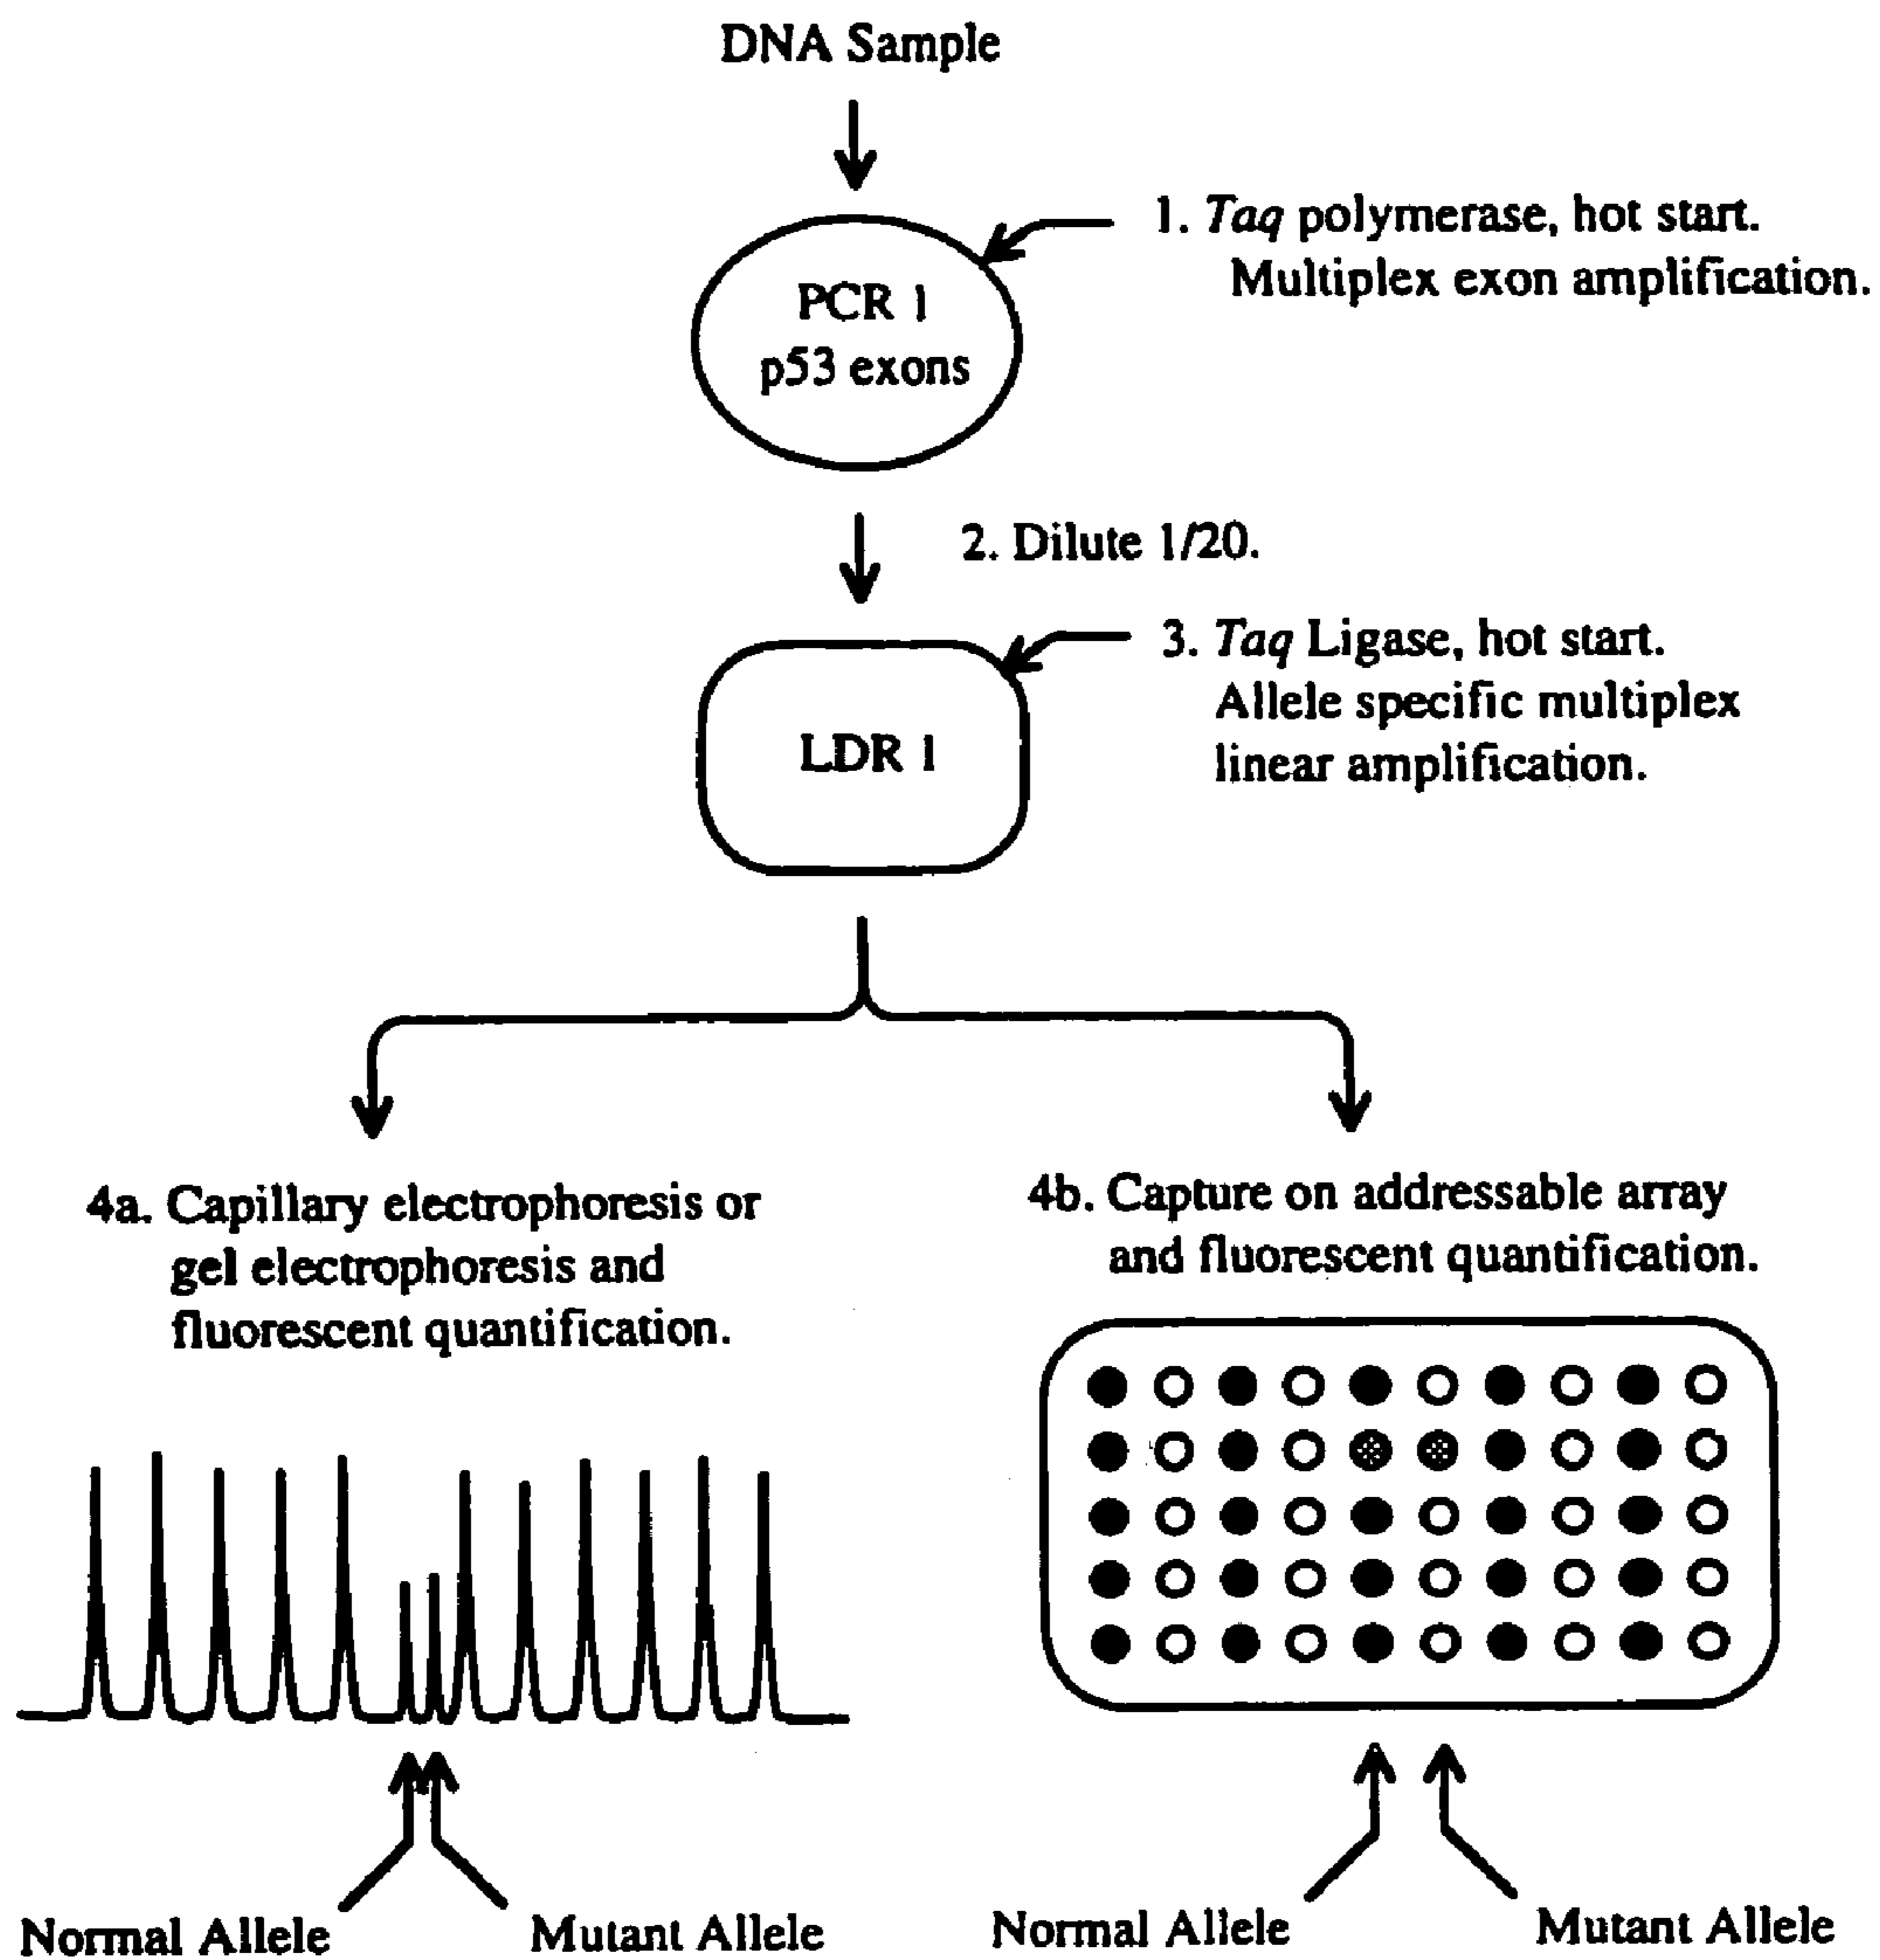 DNA Sample
1. Taq polymerase, hot start.
Multiplex exon amplification.
PCR 1
p53 exons
2. Dilute 1/20.
3. Taq Ligase, hot start.
Allele specific multiplex
linear amplification.
LDR 1
4a. Capillary electrophoresis or
gel electrophoresis and
fluorescent quantification.
4b. Capture on addressable array
and fluorescent quantification.
Normal Allele
Mutant Allele
Normal Allele
Mutant Allele